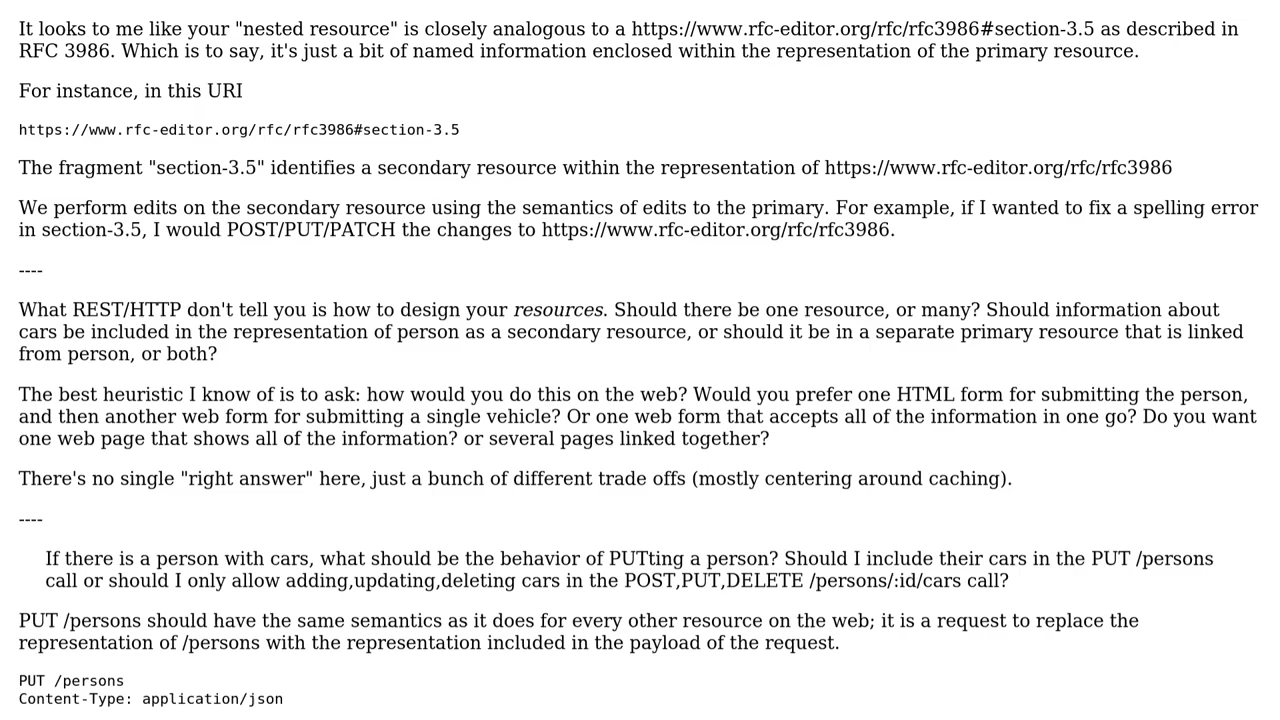 It looks to me like your "nested resource" is closely analogous to a https://www.rfc-editor.org/rfc/rfc3986#section-3.5 as described in
RFC 3986. Which is to say, it's just a bit of named information enclosed within the representation of the primary resource.
For instance, in this URI
https://www.rfc-editor.org/rfc/rfc3986#section-3.5
The fragment "section-3.5" identifies a secondary resource within the representation of https://www.rfc-editor.org/rfc/rfc3986
We perform edits on the secondary resource using the semantics of edits to the primary. For example, if I wanted to fix a spelling error
in section-3.5, I would POST/PUT/PATCH the changes to https://www.rfc-editor.org/rfc/rfc3986.
----
What REST/HTTP don't tell you is how to design your resources. Should there be one resource, or many? Should information about
cars be included in the representation of person as a secondary resource, or should it be in a separate primary resource that is linked
from person, or both?
The best heuristic I know of is to ask: how would you do this on the web? Would you prefer one HTML form for submitting the person,
and then another web form for submitting a single vehicle? Or one web form that accepts all of the information in one go? Do you want
one web page that shows all of the information? or several pages linked together?
There's no single "right answer" here, just a bunch of different trade offs (mostly centering around caching).
----
If there is a person with cars, what should be the behavior of PUTting a person? Should I include their cars in the PUT /persons
call or should I only allow adding,updating,deleting cars in the POST,PUT,DELETE /persons/:id/cars call?
PUT /persons should have the same semantics as it does for every other resource on the web; it is a request to replace the
representation of /persons with the representation included in the payload of the request.
PUT /persons
Content-Type: application/json